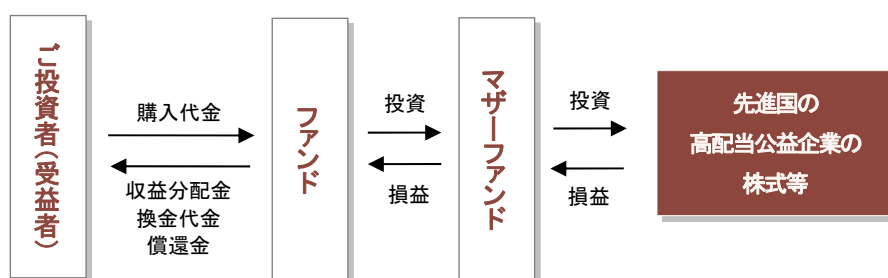 ご投資者(受益者)
購入代金
収益分配金
換金代金
償還金
ファンド
投資
損益
マザーファンド
投資
損益
先進国の
高配当公益企業の
株式等